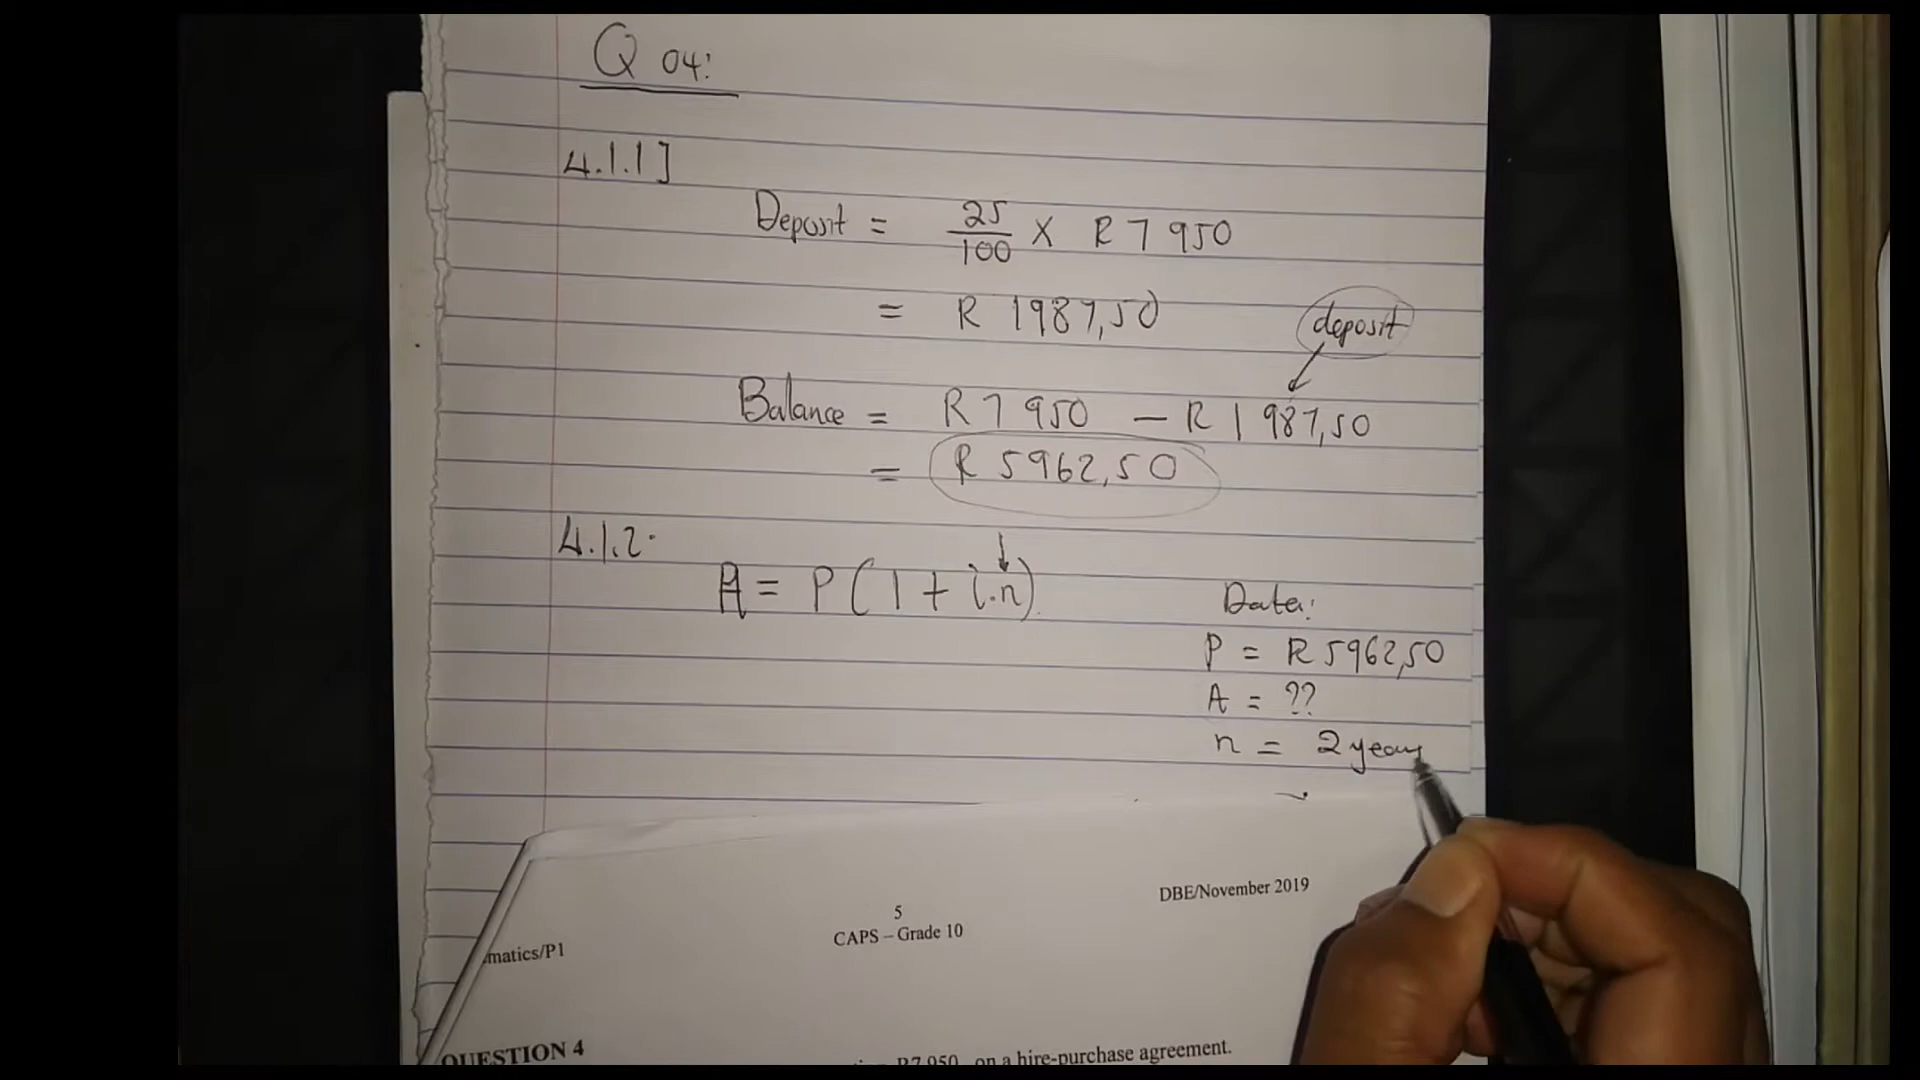 Q 04:
4.1.1]
Deposit = 25/100 × R 7 950
= R 1987,50
deposit
Balance = R 7 950 – R 1 987,50
= R 5962,50
4.1.2.
A = P(1 + i.n)
Data:
P = R 5962,50
A = ??
n = 2 years
DBE/November 2019
5
CAPS – Grade 10
matics/P1
QUESTION 4
R7 950 on a hire-purchase agreement.